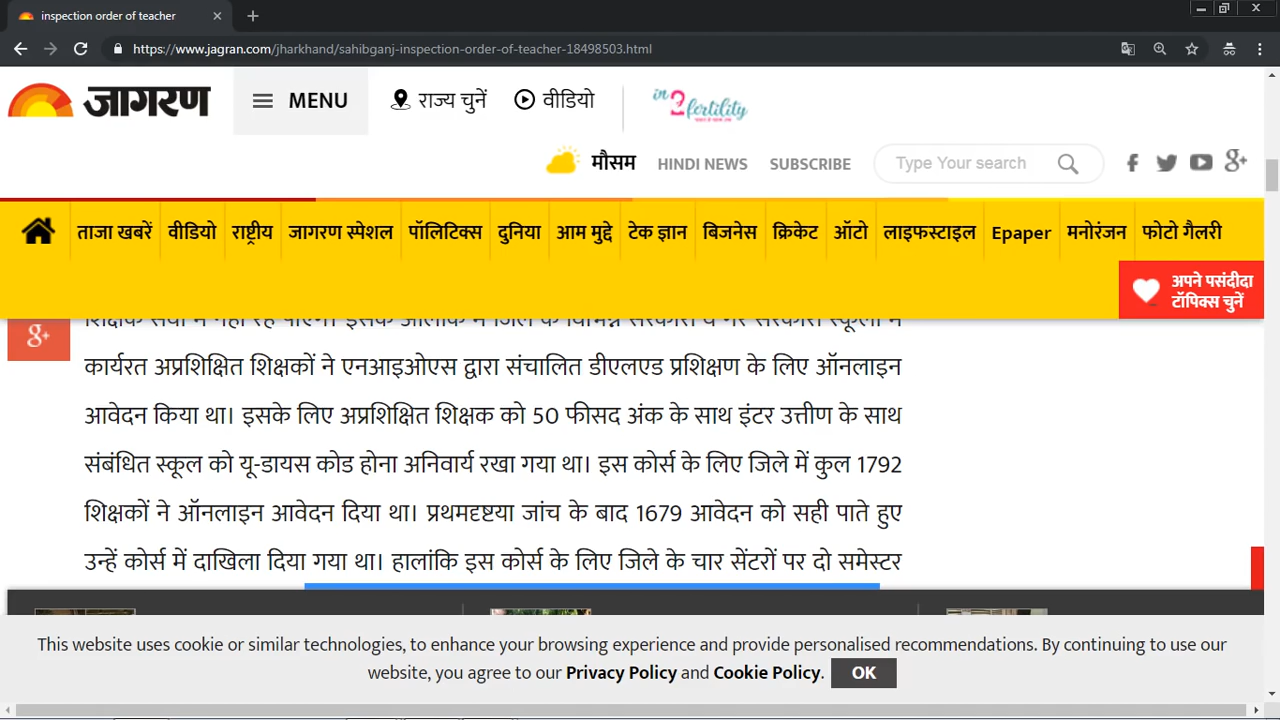 inspection order of teacher
https://www.jagran.com/jharkhand/sahibganj-inspection-order-of-teacher-18498503.html
जागरण
MENU
राज्य चुनें
वीडियो
in 2 fertility
मौसम
HINDI NEWS
SUBSCRIBE
Type Your search
ताजा खबरें
वीडियो
राष्ट्रीय
जागरण स्पेशल
पॉलिटिक्स
दुनिया
आम मुद्दे
टेक ज्ञान
बिजनेस
क्रिकेट
ऑटो
लाइफस्टाइल
Epaper
मनोरंजन
फोटो गैलरी
अपने पसंदीदा
टॉपिक्स चुनें
g+
कार्यरत अप्रशिक्षित शिक्षकों ने एनआइओएस द्वारा संचालित डीएलएड प्रशिक्षण के लिए ऑनलाइन
आवेदन किया था। इसके लिए अप्रशिक्षित शिक्षक को 50 फीसद अंक के साथ इंटर उत्तीण के साथ
संबंधित स्कूल को यू-डायस कोड होना अनिवार्य रखा गया था। इस कोर्स के लिए जिले में कुल 1792
शिक्षकों ने ऑनलाइन आवेदन दिया था। प्रथमदृष्टया जांच के बाद 1679 आवेदन को सही पाते हुए
उन्हें कोर्स में दाखिला दिया गया था। हालांकि इस कोर्स के लिए जिले के चार सेंटरों पर दो समेस्टर
This website uses cookie or similar technologies, to enhance your browsing experience and provide personalised recommendations. By continuing to use our
website, you agree to our Privacy Policy and Cookie Policy. OK